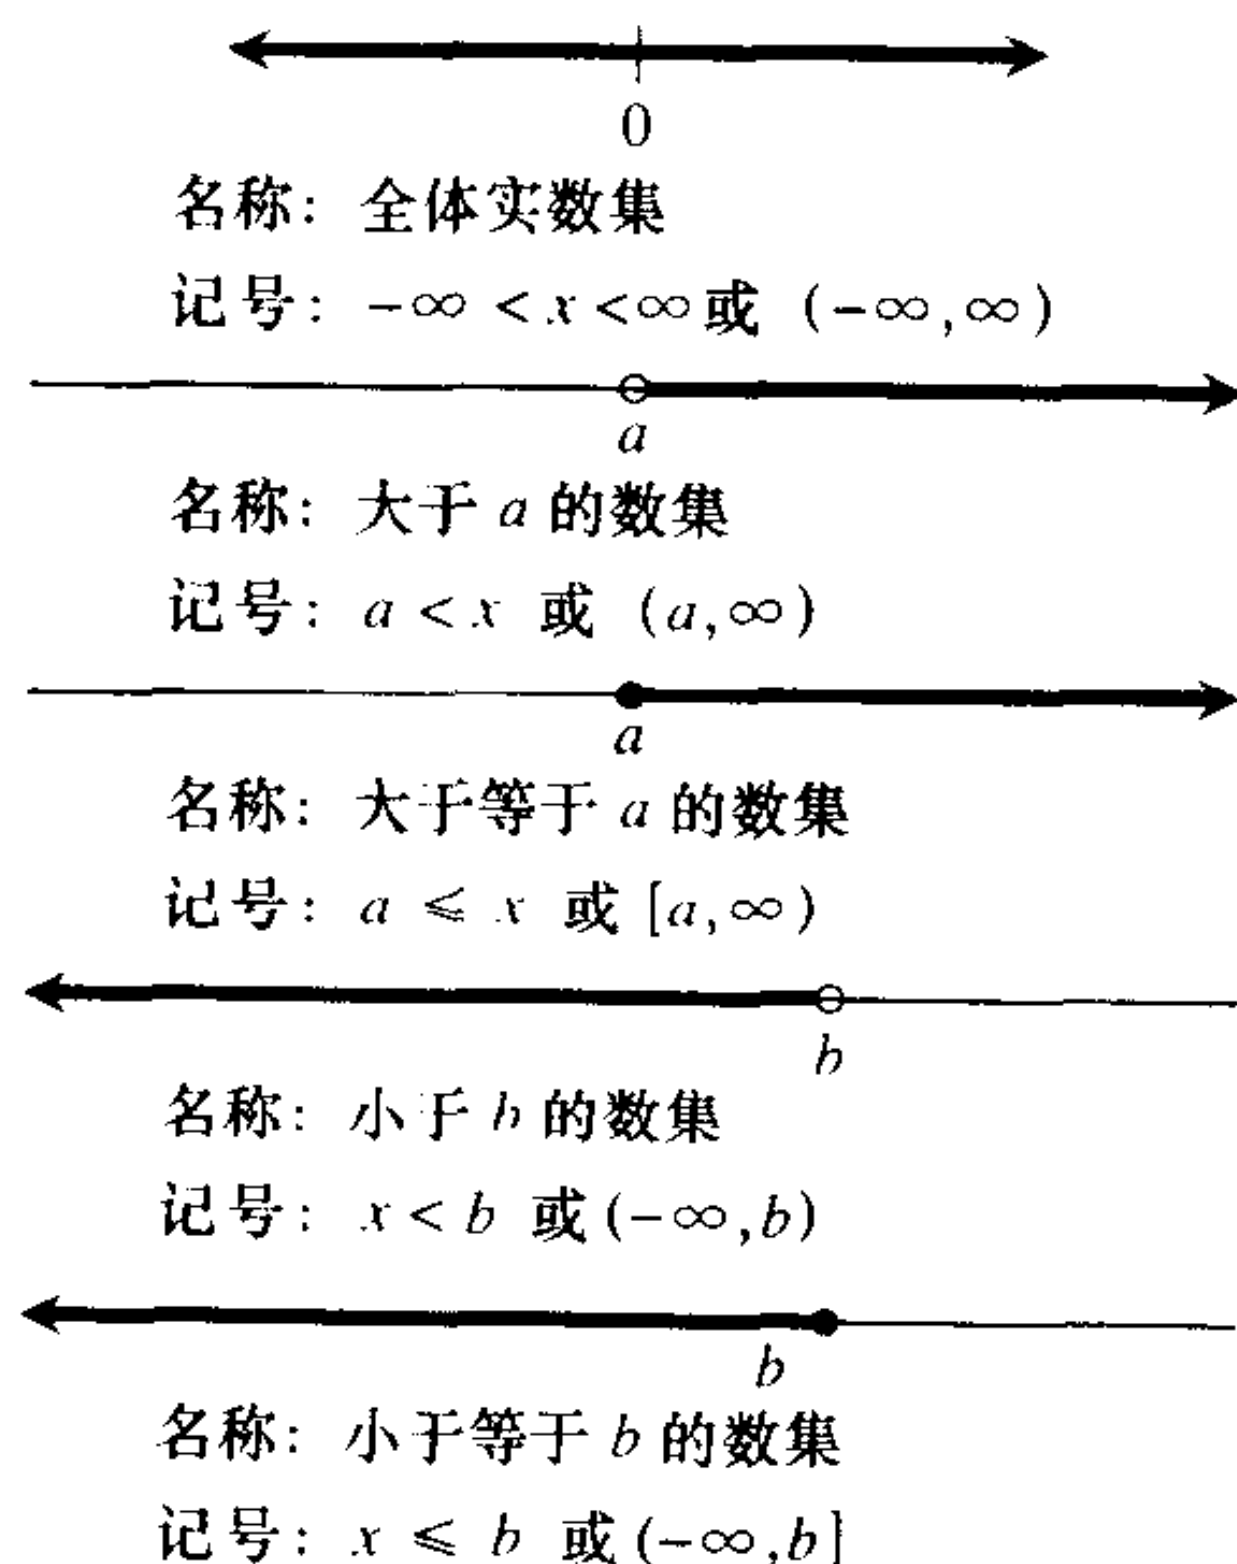 0
名称：全体实数集
记号：−∞ < x < ∞ 或 (−∞, ∞)
a
名称：大于 a 的数集
记号：a < x 或 (a, ∞)
a
名称：大于等于 a 的数集
记号：a ⩽ x 或 [a, ∞)
b
名称：小于 b 的数集
记号：x < b 或 (−∞, b)
b
名称：小于等于 b 的数集
记号：x ⩽ b 或 (−∞, b]